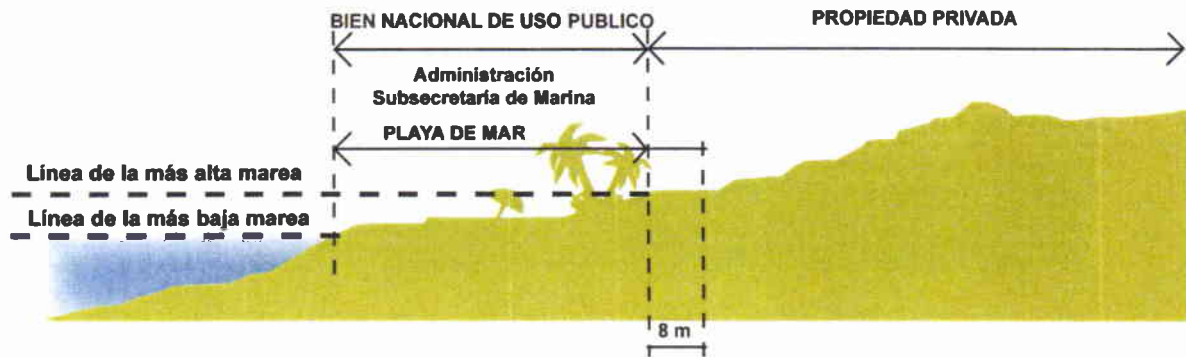 BIEN NACIONAL DE USO PUBLICO
PROPIEDAD PRIVADA
Administración
Subsecretaría de Marina
PLAYA DE MAR
Línea de la más alta marea
Línea de la más baja marea
8 m